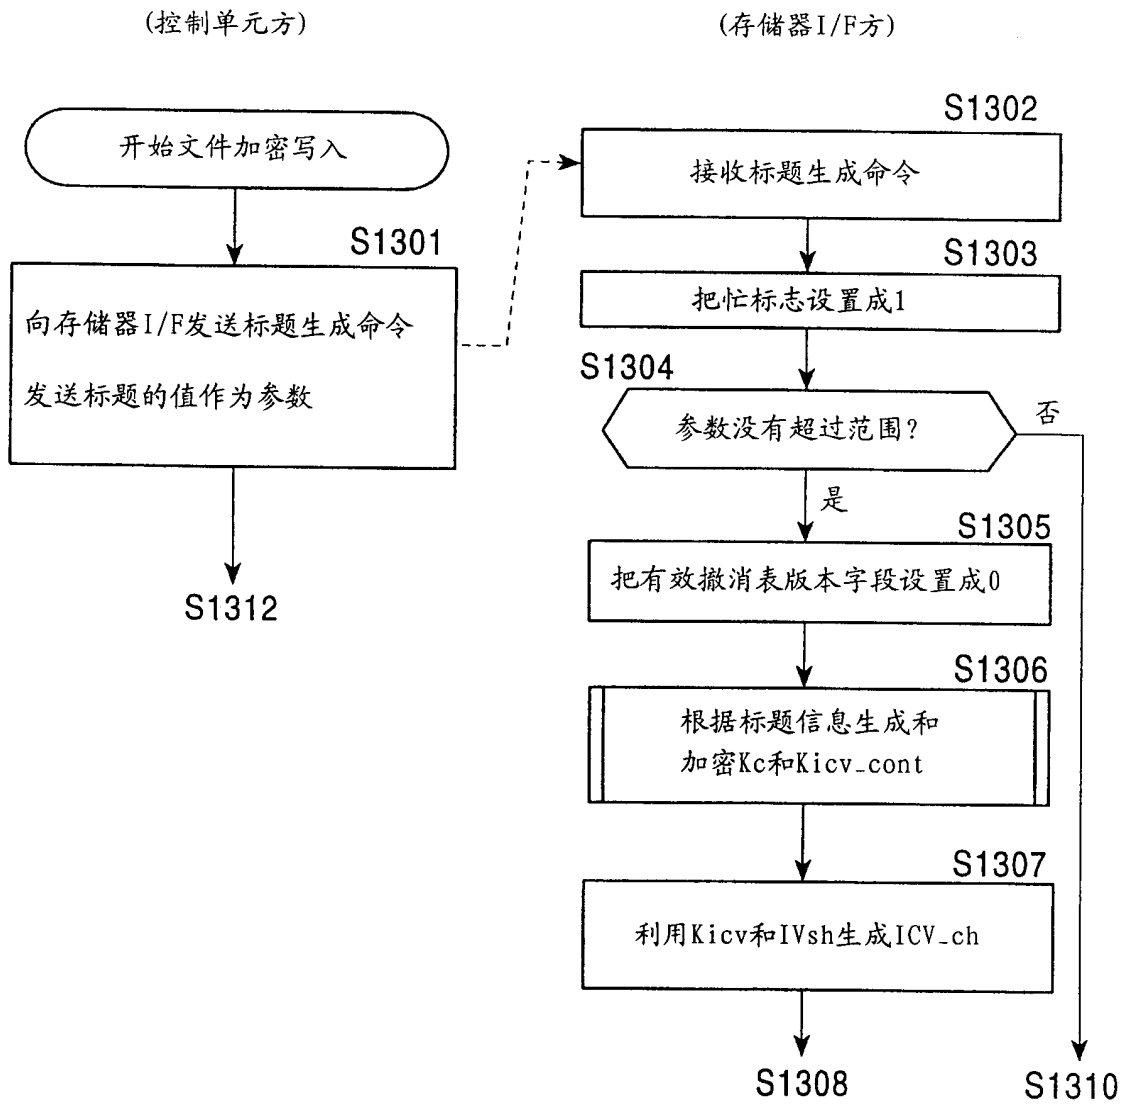 (控制单元方)
(存储器I/F方)
开始文件加密写入
S1301
向存储器I/F发送标题生成命令
发送标题的值作为参数
S1312
S1302
接收标题生成命令
S1303
把忙标志设置成1
S1304
参数没有超过范围?
否
是
S1305
把有效撤消表版本字段设置成0
S1306
根据标题信息生成和
加密Kc和Kicv_cont
S1307
利用Kicv和IVsh生成ICV_ch
S1308
S1310